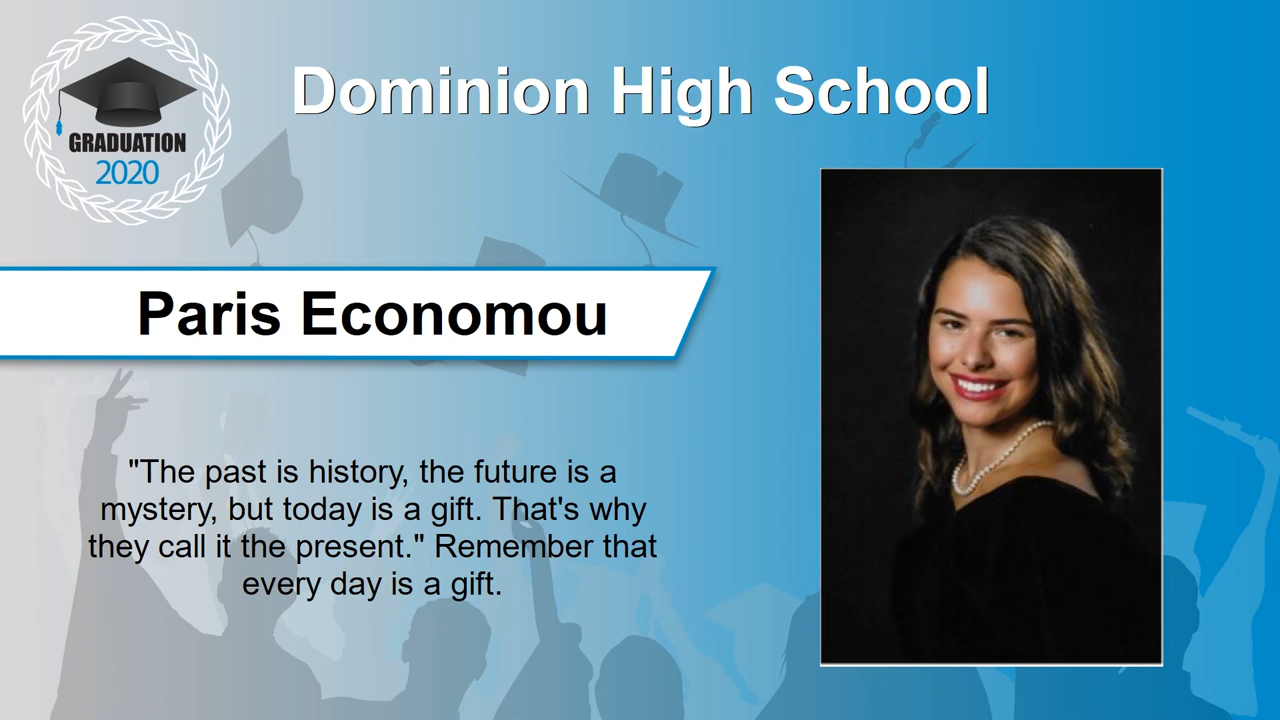 GRADUATION
2020
Dominion High School
Paris Economou
"The past is history, the future is a
mystery, but today is a gift. That's why
they call it the present." Remember that
every day is a gift.